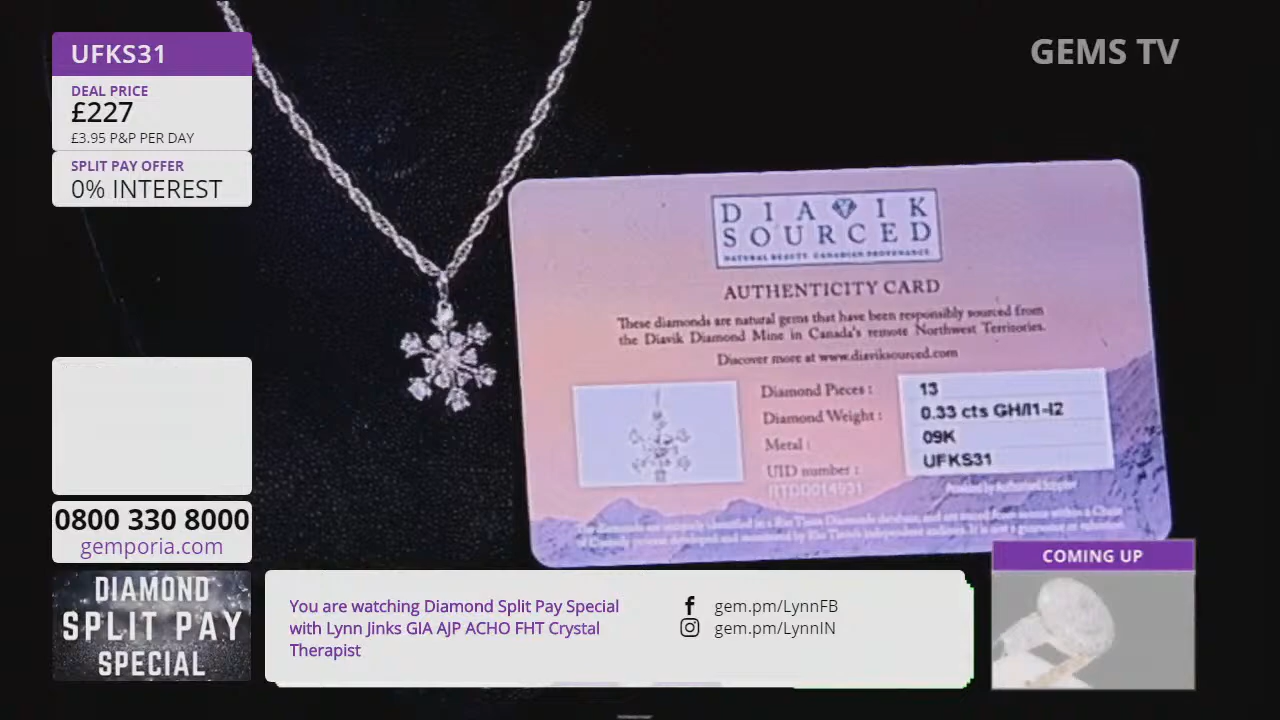 UFKS31
DEAL PRICE
£227
£3.95 P&P PER DAY
SPLIT PAY OFFER
0% INTEREST
GEMS TV
DIAVIK
SOURCED
NATURAL BEAUTY. CANADIAN PROVENANCE.
AUTHENTICITY CARD
These diamonds are natural gems that have been responsibly sourced from
the Diavik Diamond Mine in Canada's remote Northwest Territories.
Discover more at www.diaviksourced.com
Diamond Pieces : 13
Diamond Weight : 0.33 cts GH/I1-I2
Metal : 09K
UID number : UFKS31
0800 330 8000
gemporia.com
DIAMOND
SPLIT PAY
SPECIAL
You are watching Diamond Split Pay Special
with Lynn Jinks GIA AJP ACHO FHT Crystal
Therapist
gem.pm/LynnFB
gem.pm/LynnIN
COMING UP